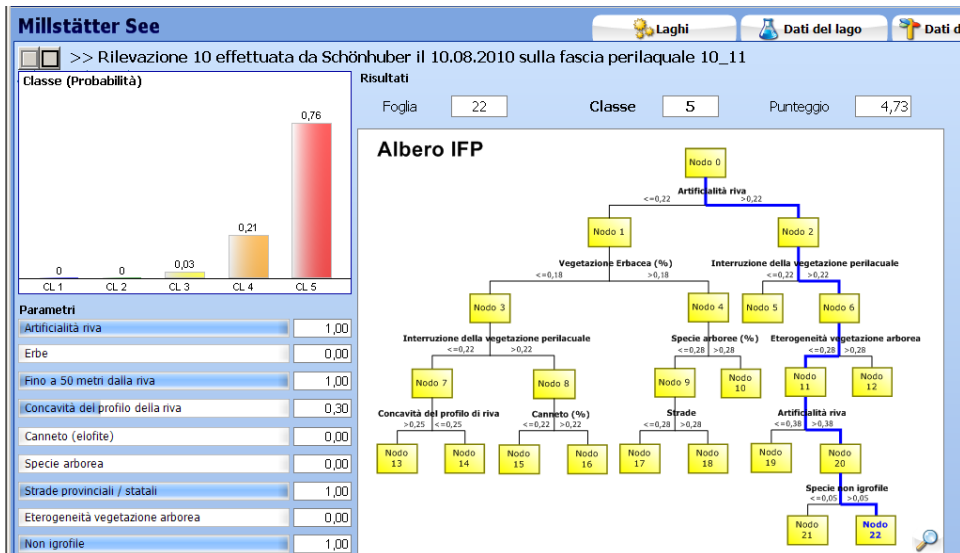 Millstätter See
Laghi
Dati del lago
Dati d
>> Rilevazione 10 effettuata da Schönhuber il 10.08.2010 sulla fascia perilaquale 10_11
Classe (Probabilità)
0 0 0,03 0,21 0,76
CL 1 CL 2 CL 3 CL 4 CL 5
Risultati
Foglia 22 Classe 5 Punteggio 4,73
Parametri
Artificialità riva 1,00
Erbe 0,00
Fino a 50 metri dalla riva 1,00
Concavità del profilo della riva 0,30
Canneto (elofite) 0,00
Specie arborea 0,00
Strade provinciali / statali 1,00
Eterogeneità vegetazione arborea 0,00
Non igrofile 1,00
Albero IFP
Nodo 0
Artificialità riva
<=0,22 >0,22
Nodo 1 Nodo 2
Vegetazione Erbacea (%) Interruzione della vegetazione perilacuale
<=0,18 >0,18 <=0,22 >0,22
Nodo 3 Nodo 4 Nodo 5 Nodo 6
Interruzione della vegetazione perilacuale Specie arboree (%) Eterogeneità vegetazione arborea
<=0,22 >0,22 <=0,28 >0,28 <=0,28 >0,28
Nodo 7 Nodo 8 Nodo 9 Nodo 10 Nodo 11 Nodo 12
Concavità del profilo di riva Canneto (%) Strade Artificialità riva
>0,25 <=0,25 <=0,22 >0,22 <=0,28 >0,28 <=0,38 >0,38
Nodo 13 Nodo 14 Nodo 15 Nodo 16 Nodo 17 Nodo 18 Nodo 19 Nodo 20
Specie non igrofile
<=0,05 >0,05
Nodo 21 Nodo 22